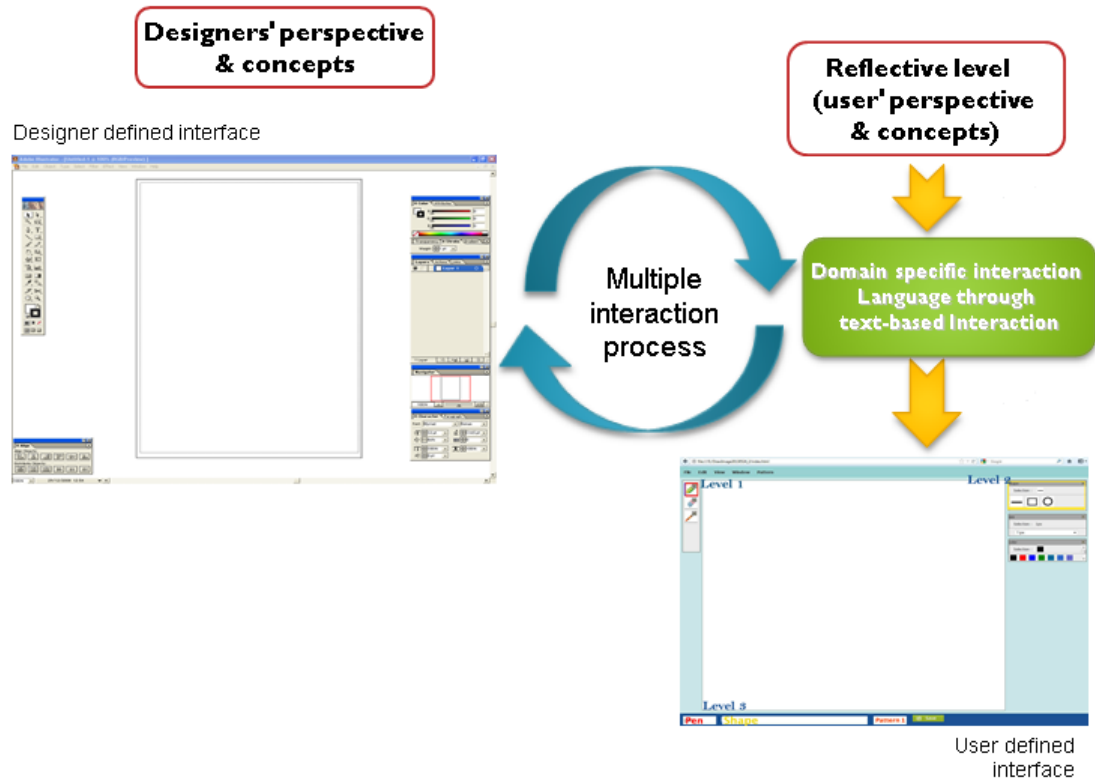 Designers' perspective
& concepts
Reflective level
(user' perspective
& concepts)
Designer defined interface
Multiple
interaction
process
Domain specific interaction
Language through
text-based Interaction
File Edit View Window Pattern
Level 1
Level 2
Level 3
Pen
Shape
Pattern-1
User defined
interface